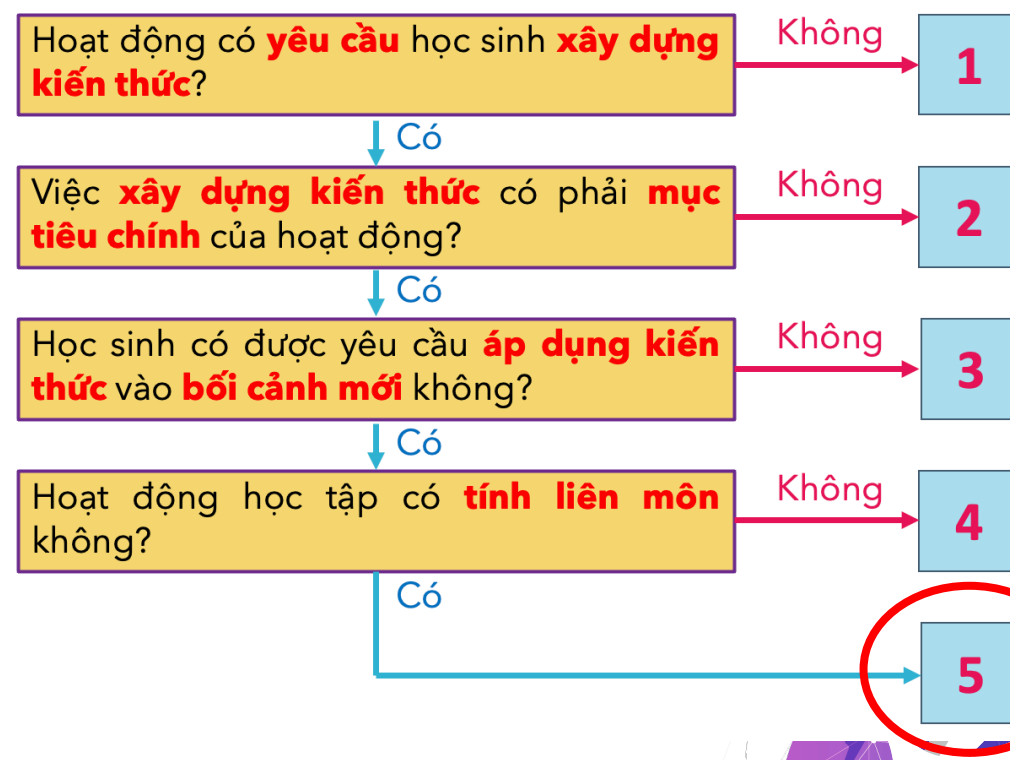 Hoạt động có yêu cầu học sinh xây dựng
kiến thức?
Không
1
Có
Việc xây dựng kiến thức có phải mục
tiêu chính của hoạt động?
Không
2
Có
Học sinh có được yêu cầu áp dụng kiến
thức vào bối cảnh mới không?
Không
3
Có
Hoạt động học tập có tính liên môn
không?
Không
4
Có
5